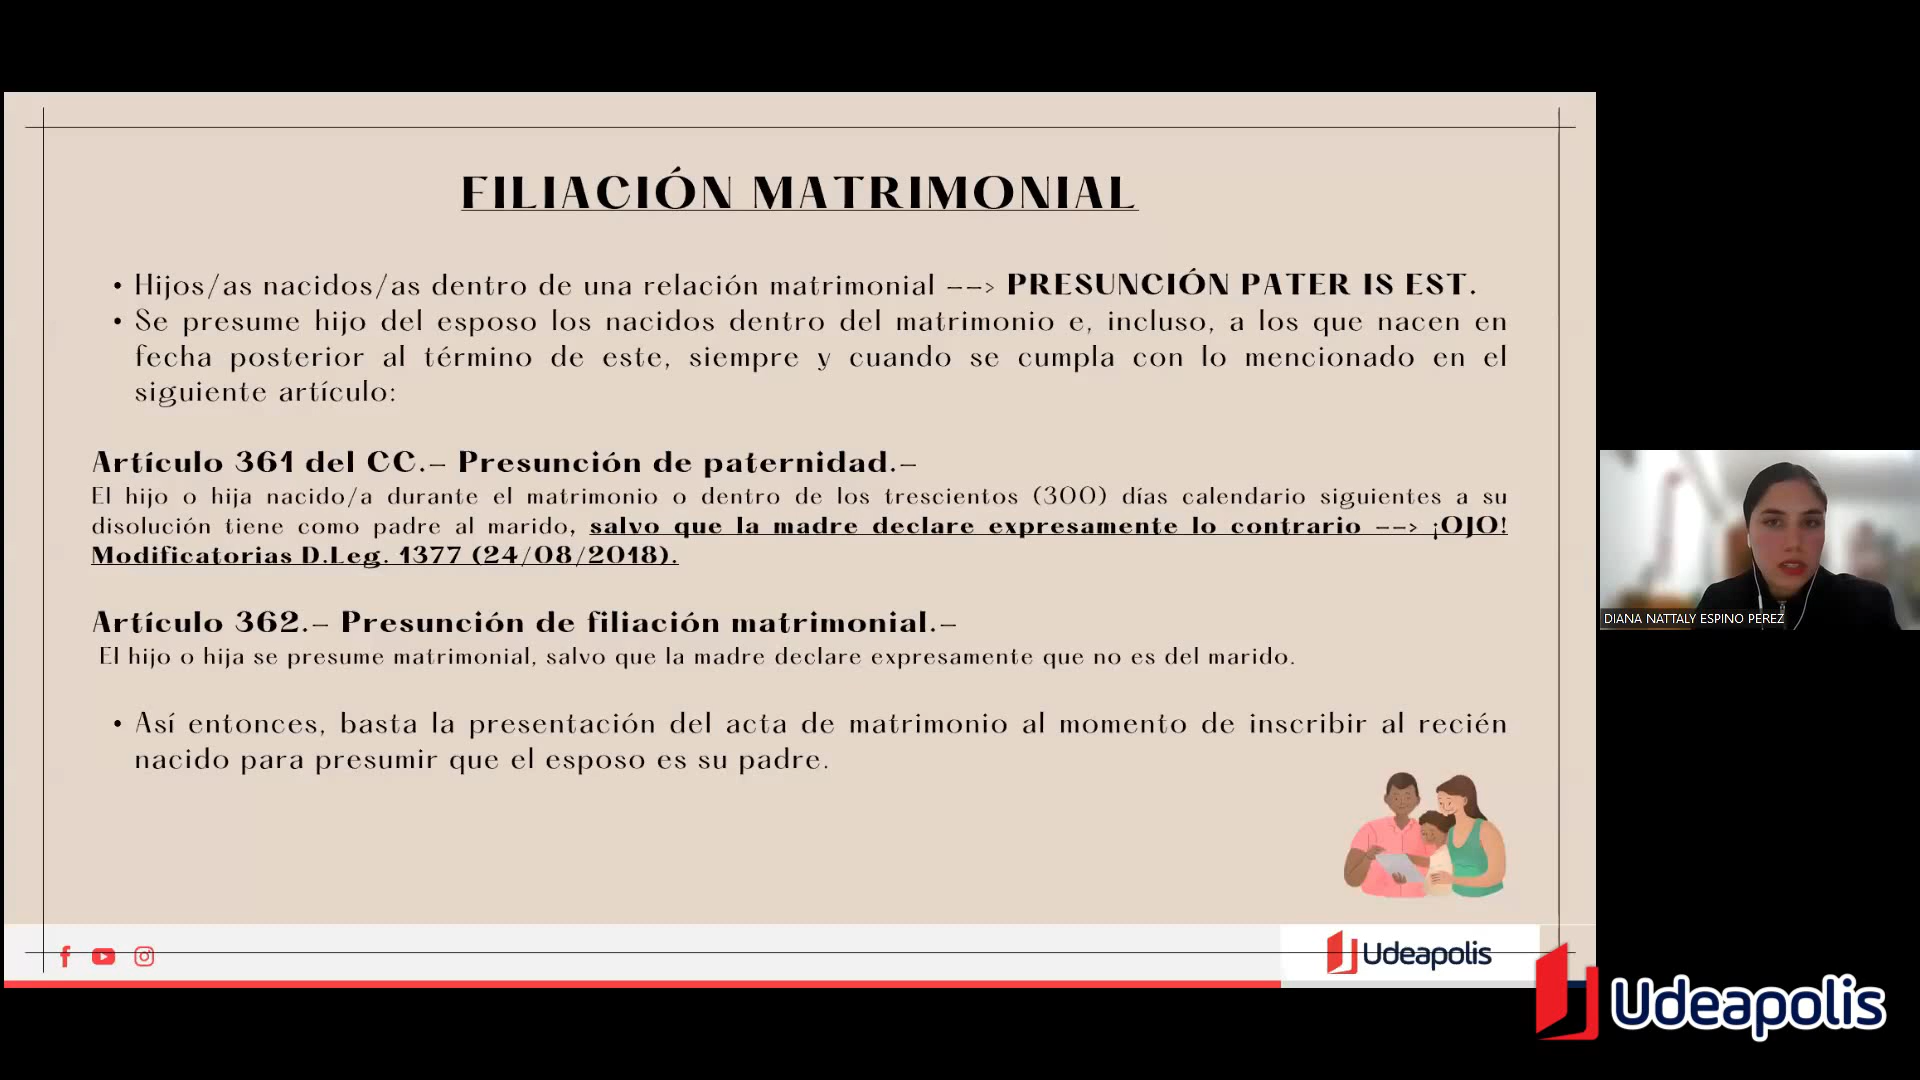 FILIACIÓN MATRIMONIAL
• Hijos/as nacidos/as dentro de una relación matrimonial --> PRESUNCIÓN PATER IS EST.
• Se presume hijo del esposo los nacidos dentro del matrimonio e, incluso, a los que nacen en
fecha posterior al término de este, siempre y cuando se cumpla con lo mencionado en el
siguiente artículo:
Artículo 361 del CC.- Presunción de paternidad.-
El hijo o hija nacido/a durante el matrimonio o dentro de los trescientos (300) días calendario siguientes a su
disolución tiene como padre al marido, salvo que la madre declare expresamente lo contrario --> ¡OJO!
Modificatorias D.Leg. 1377 (24/08/2018).
Artículo 362.- Presunción de filiación matrimonial.-
El hijo o hija se presume matrimonial, salvo que la madre declare expresamente que no es del marido.
• Así entonces, basta la presentación del acta de matrimonio al momento de inscribir al recién
nacido para presumir que el esposo es su padre.
DIANA NATTALY ESPINO PEREZ
Udeapolis
Udeapolis